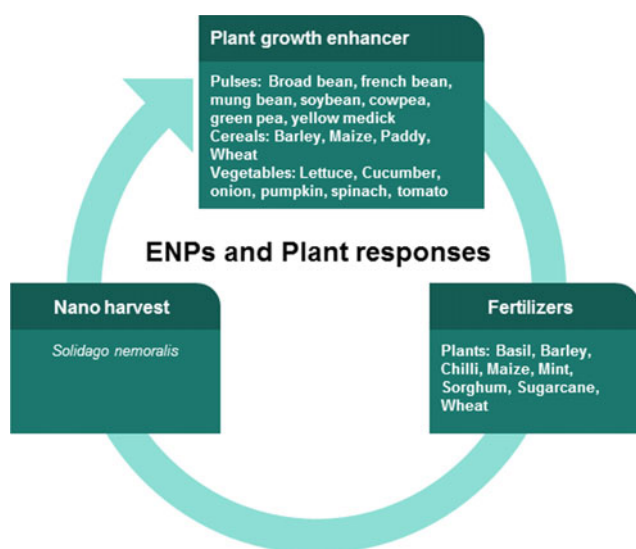 Plant growth enhancer
Pulses: Broad bean, french bean,
mung bean, soybean, cowpea,
green pea, yellow medick
Cereals: Barley, Maize, Paddy,
Wheat
Vegetables: Lettuce, Cucumber,
onion, pumpkin, spinach, tomato
ENPs and Plant responses
Nano harvest
Solidago nemoralis
Fertilizers
Plants: Basil, Barley,
Chilli, Maize, Mint,
Sorghum, Sugarcane,
Wheat